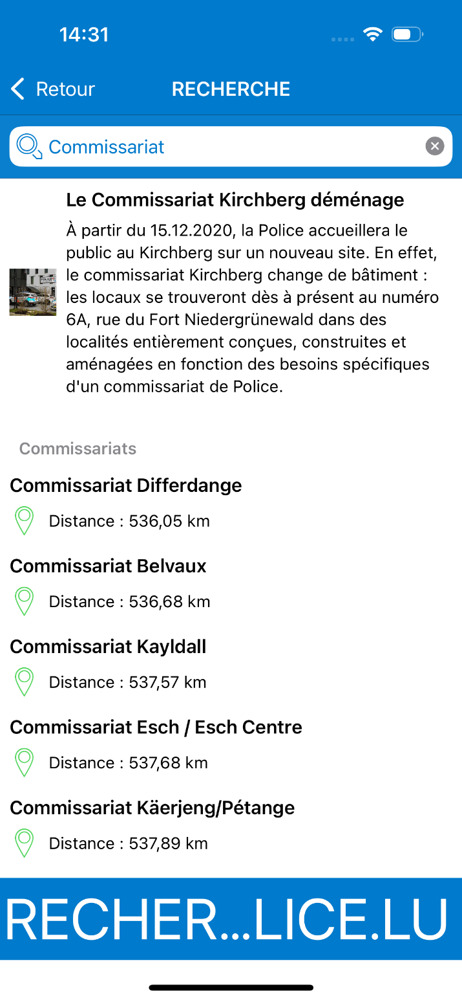 14:31
Retour
RECHERCHE
Commissariat
Le Commissariat Kirchberg déménage
À partir du 15.12.2020, la Police accueillera le
public au Kirchberg sur un nouveau site. En effet,
le commissariat Kirchberg change de bâtiment :
les locaux se trouveront dès à présent au numéro
6A, rue du Fort Niedergrünewald dans des
localités entièrement conçues, construites et
aménagées en fonction des besoins spécifiques
d'un commissariat de Police.
POLICE
Commissariats
Commissariat Differdange
Distance : 536,05 km
Commissariat Belvaux
Distance : 536,68 km
Commissariat Kayldall
Distance : 537,57 km
Commissariat Esch / Esch Centre
Distance : 537,68 km
Commissariat Käerjeng/Pétange
Distance : 537,89 km
RECHER...LICE.LU